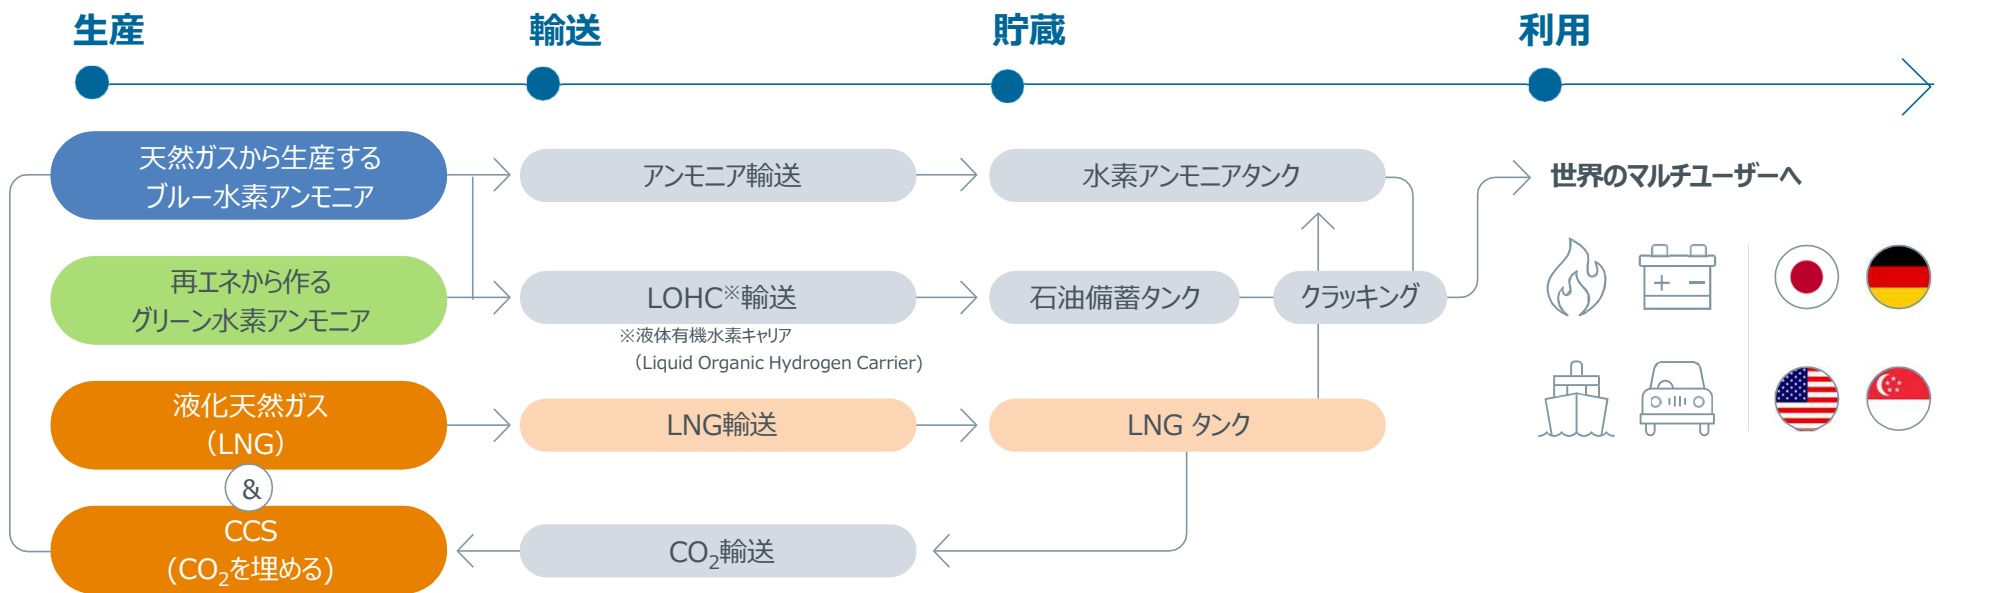 生産
輸送
貯蔵
利用
天然ガスから生産する
ブルー水素アンモニア
アンモニア輸送
水素アンモニアタンク
世界のマルチユーザーへ
再エネから作る
グリーン水素アンモニア
LOHC※輸送
石油備蓄タンク
クラッキング
※液体有機水素キャリア
（Liquid Organic Hydrogen Carrier)
液化天然ガス
（LNG）
LNG輸送
LNG タンク
&
CCS
(CO₂を埋める)
CO₂輸送